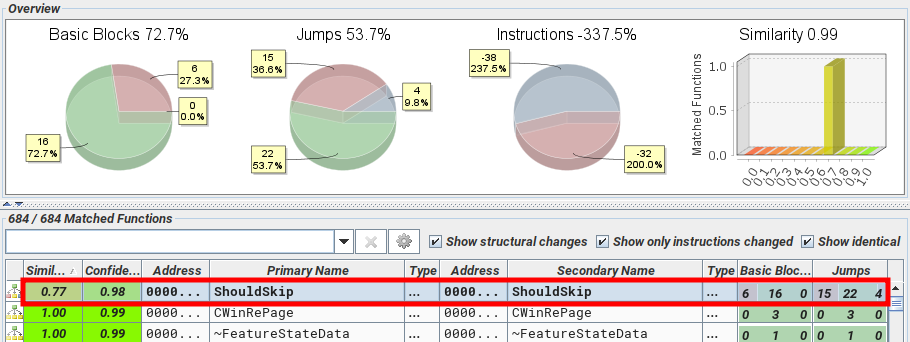 Overview
Basic Blocks 72.7%
Jumps 53.7%
Instructions -337.5%
Similarity 0.99
6
27.3%
0
0.0%
16
72.7%
15
36.6%
4
9.8%
22
53.7%
-38
237.5%
-32
200.0%
Matched Functions
1.0
0.5
0.0
0.0 0.1 0.2 0.3 0.4 0.5 0.6 0.7 0.8 0.9 1.0
684 / 684 Matched Functions
Show structural changes Show only instructions changed Show identical
Simil... Confide... Address Primary Name Type Address Secondary Name Type Basic Bloc... Jumps
0.77 0.98 0000... ShouldSkip ... 0000... ShouldSkip ... 6 16 0 15 22 4
1.00 0.99 0000... CWinRePage ... 0000... CWinRePage ... 0 3 0 0 3 0
1.00 0.99 0000... ~FeatureStateData ... 0000... ~FeatureStateData ... 0 1 0 0 1 0